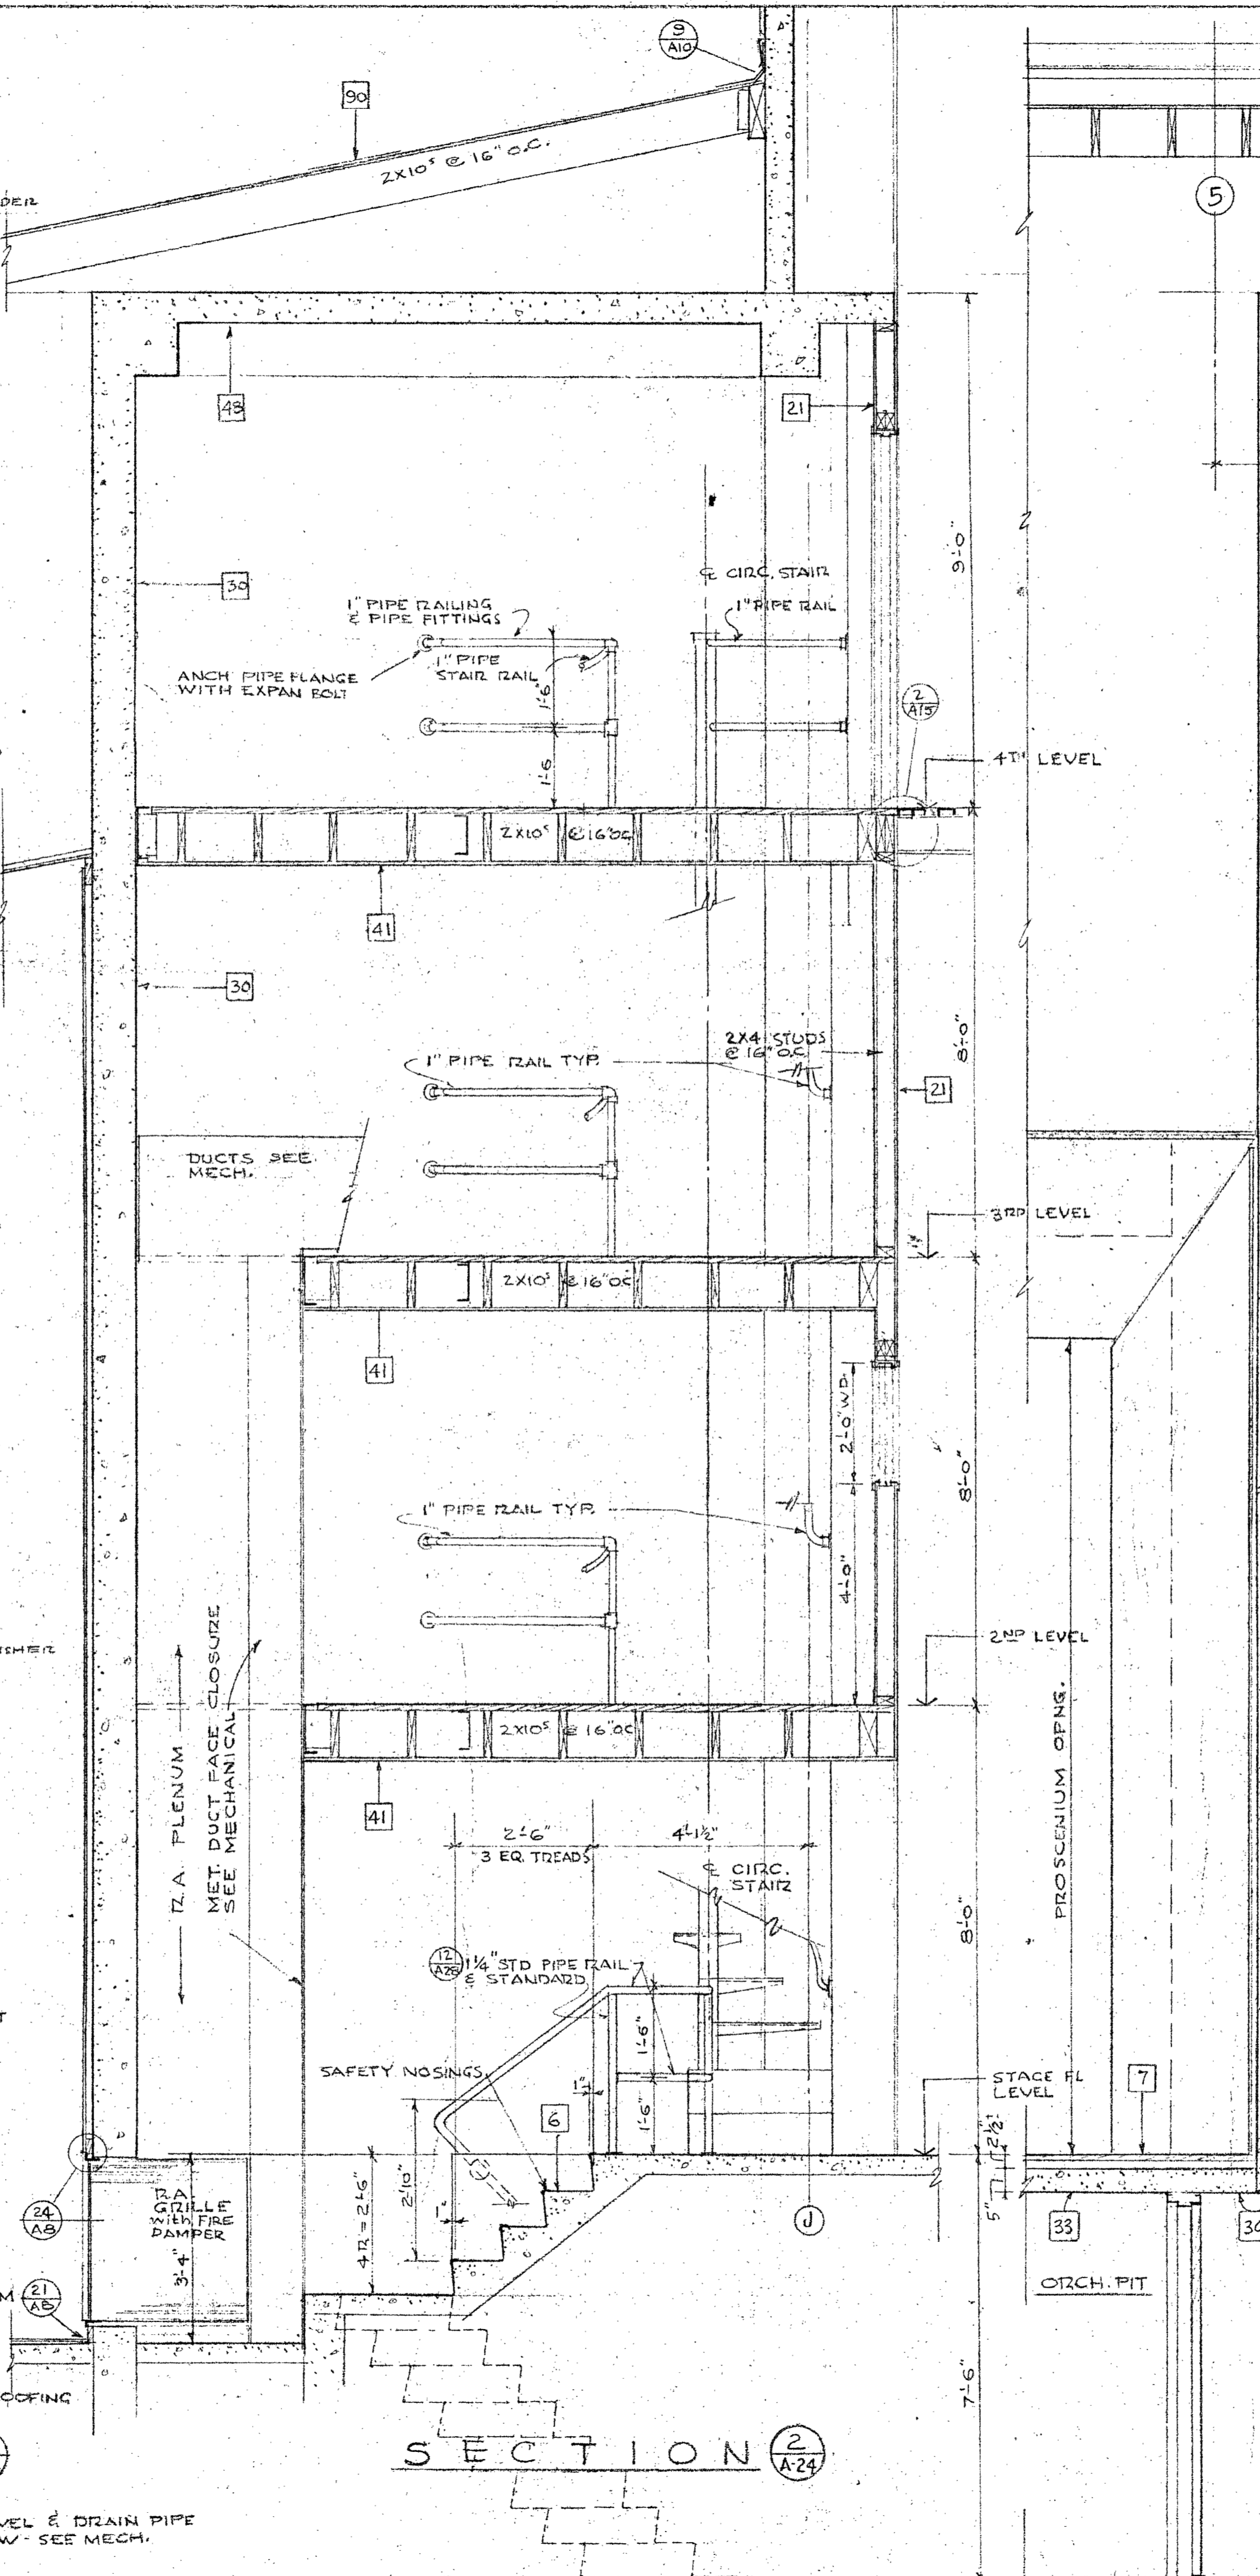 9
A10
90
2X10S @ 16" O.C.
5
43
21
9'-0"
30
℄ CIRC. STAIR
1" PIPE RAILING
& PIPE FITTINGS
1" PIPE RAIL
1" PIPE
STAIR RAIL
ANCH PIPE FLANGE
WITH EXPAN BOLT
1'-6"
1'-6
2
A15
4TH LEVEL
2X10S @ 16" OC
41
30
2X4 STUDS
@ 16" O.C.
8'-0"
1" PIPE RAIL TYP.
21
DUCTS SEE
MECH.
3RD LEVEL
1"
2X10S @ 16" OC
41
2'-0" WD.
8'-0"
1" PIPE RAIL TYP.
4'-0"
2ND LEVEL
R.A. PLENUM
MET. DUCT FACE CLOSURE
SEE MECHANICAL
PROSCENIUM OPNG.
2X10S @ 16" OC
41
2'-6"
4'-1½"
3 EQ. TREADS
℄ CIRC.
STAIR
8'-0"
12
1¼" STD PIPE RAIL
& STANDARD
1'-6"
SAFETY NOSINGS
1"
1'-6"
6
STAGE FL
LEVEL
7
2½"
24
A8
R.A.
GRILLE
with FIRE
DAMPER
3'-4"
4R = 2'-6"
2'-10"
1"
J
5"
33
ORCH. PIT
21
A8
OOFING
7'-6"
SECTION
2
A-24
VEL & DRAIN PIPE
W - SEE MECH.